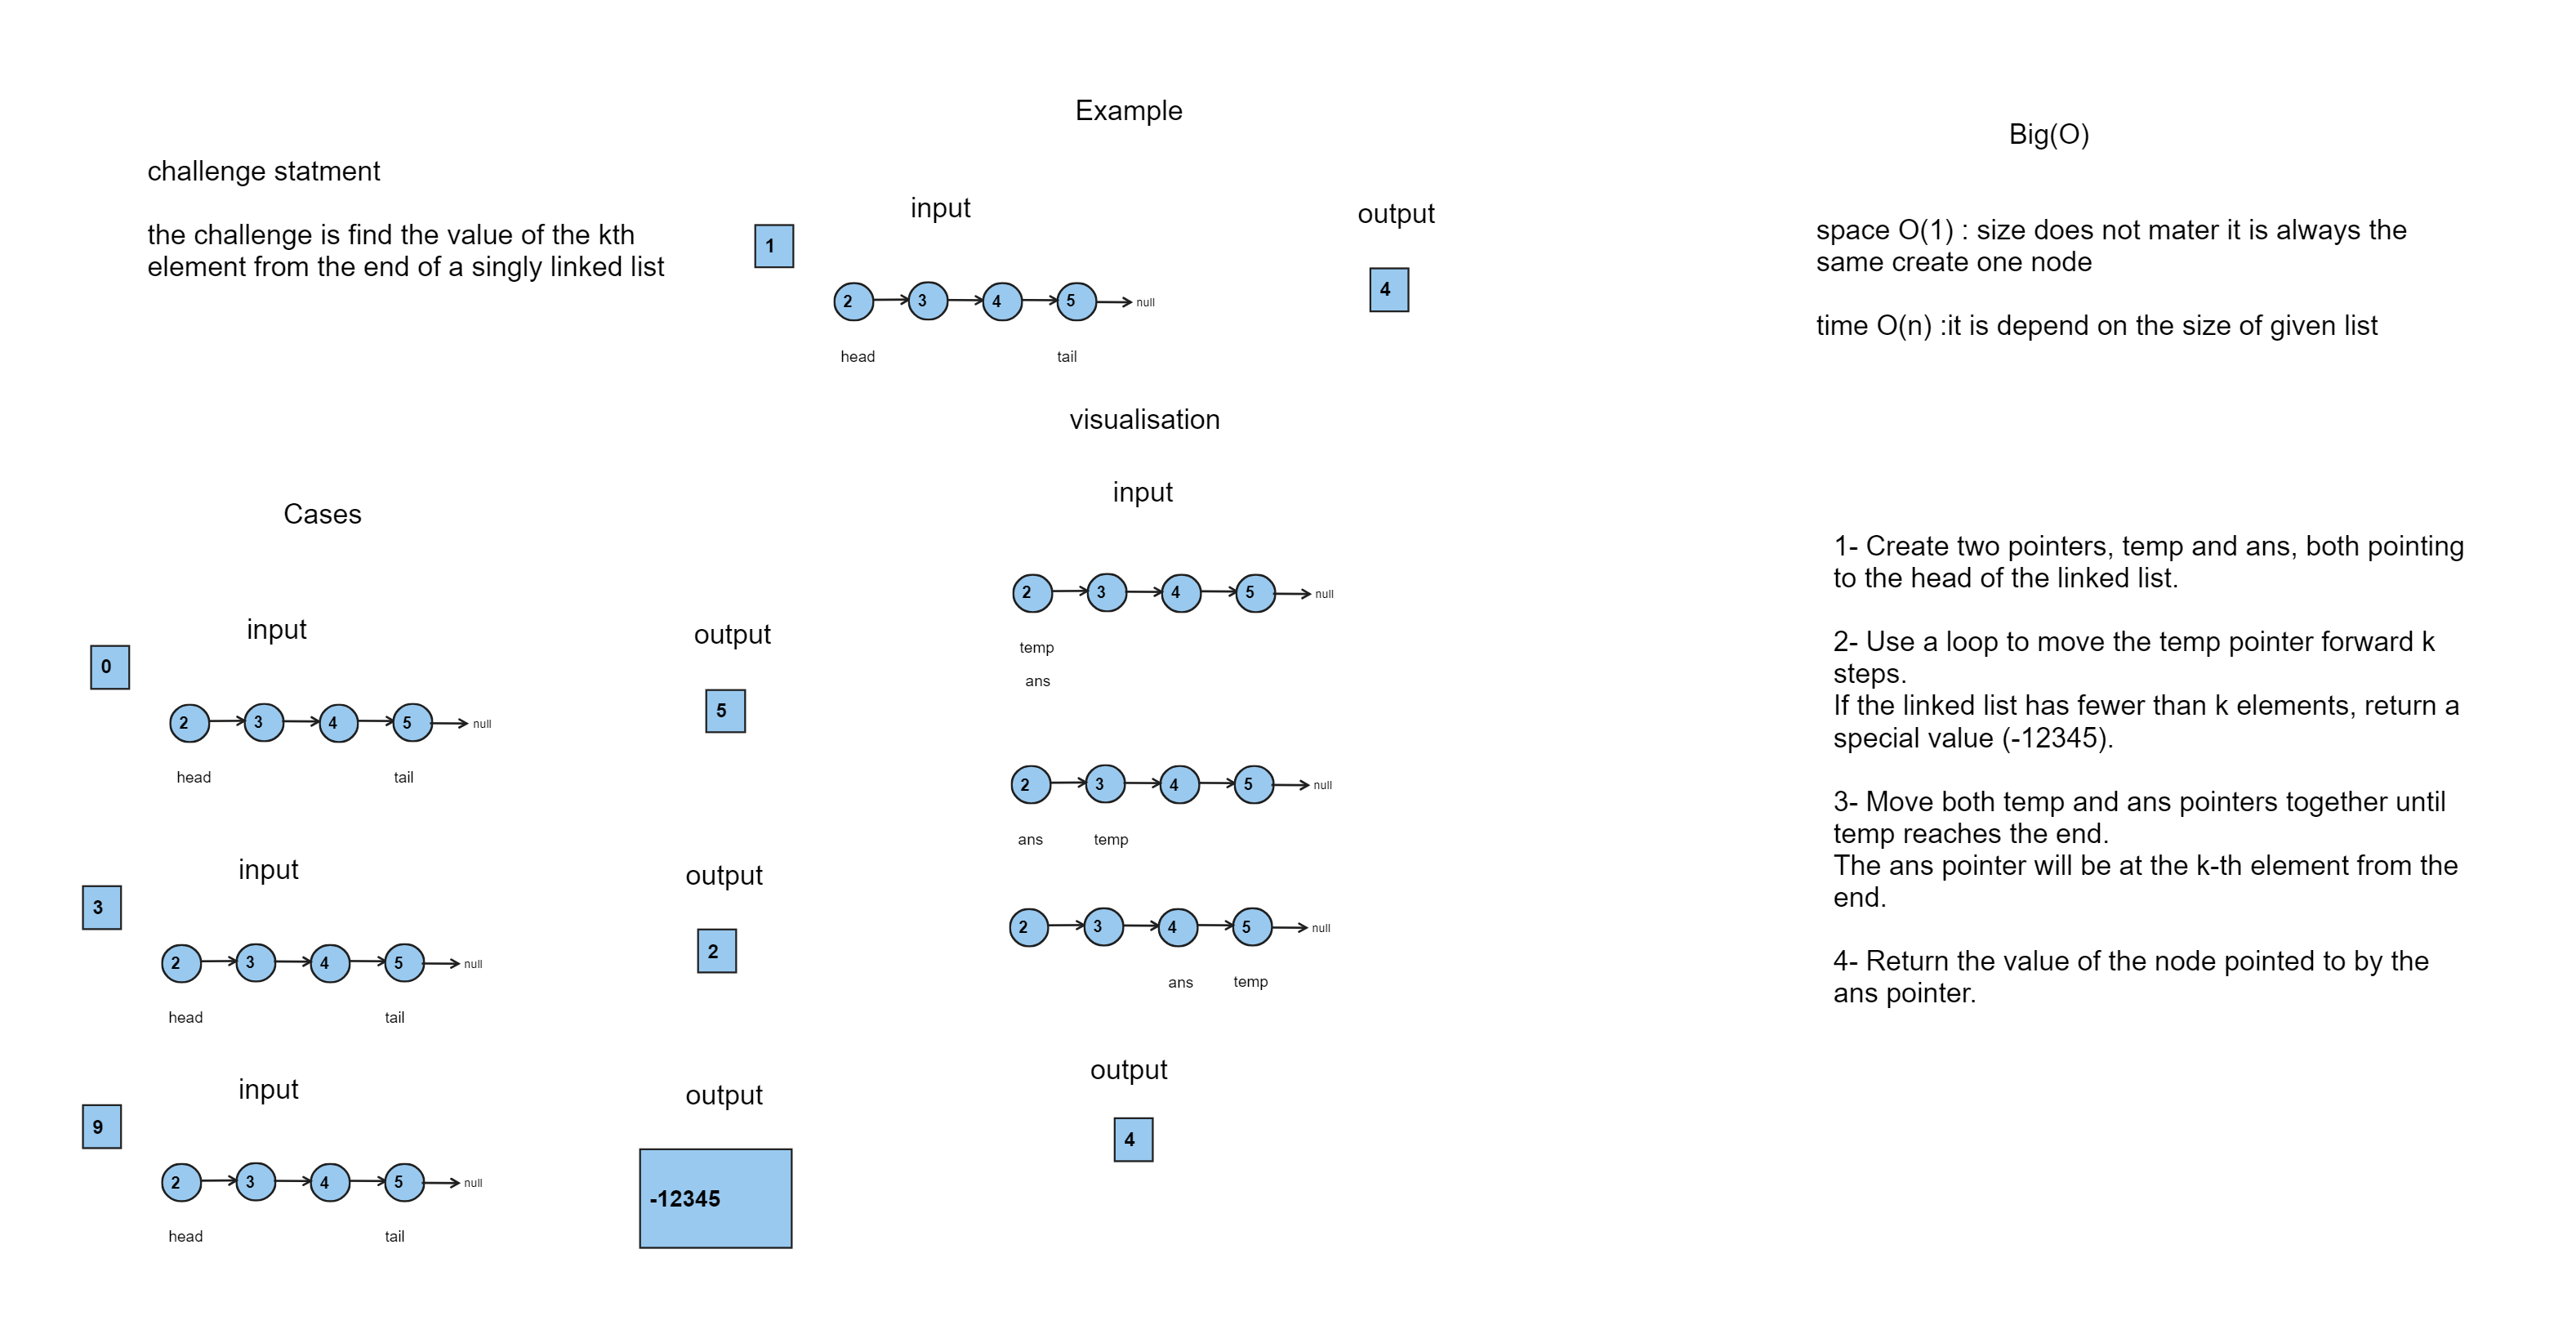 challenge statment
the challenge is find the value of the kth
element from the end of a singly linked list
Example
input
output
1
2
3
4
5
null
head
tail
4
Big(O)
space O(1) : size does not mater it is always the
same create one node
time O(n) :it is depend on the size of given list
Cases
input
output
0
2
3
4
5
null
head
tail
5
input
output
3
2
3
4
5
null
head
tail
2
input
output
9
2
3
4
5
null
head
tail
-12345
visualisation
input
2
3
4
5
null
temp
ans
2
3
4
5
null
ans
temp
2
3
4
5
null
ans
temp
output
4
1- Create two pointers, temp and ans, both pointing
to the head of the linked list.
2- Use a loop to move the temp pointer forward k
steps.
If the linked list has fewer than k elements, return a
special value (-12345).
3- Move both temp and ans pointers together until
temp reaches the end.
The ans pointer will be at the k-th element from the
end.
4- Return the value of the node pointed to by the
ans pointer.